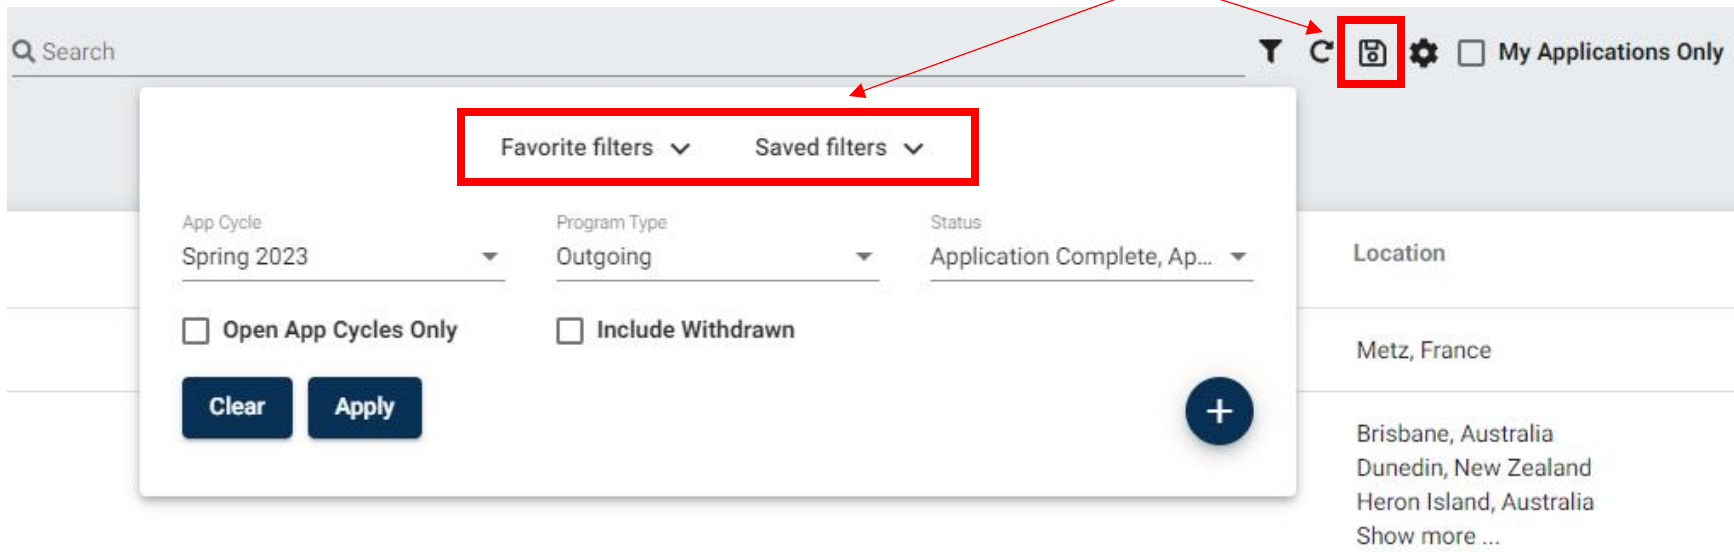 Search
My Applications Only
Favorite filters
Saved filters
App Cycle
Spring 2023
Program Type
Outgoing
Status
Application Complete, Ap...
Open App Cycles Only
Include Withdrawn
Clear
Apply
Location
Metz, France
Brisbane, Australia
Dunedin, New Zealand
Heron Island, Australia
Show more ...